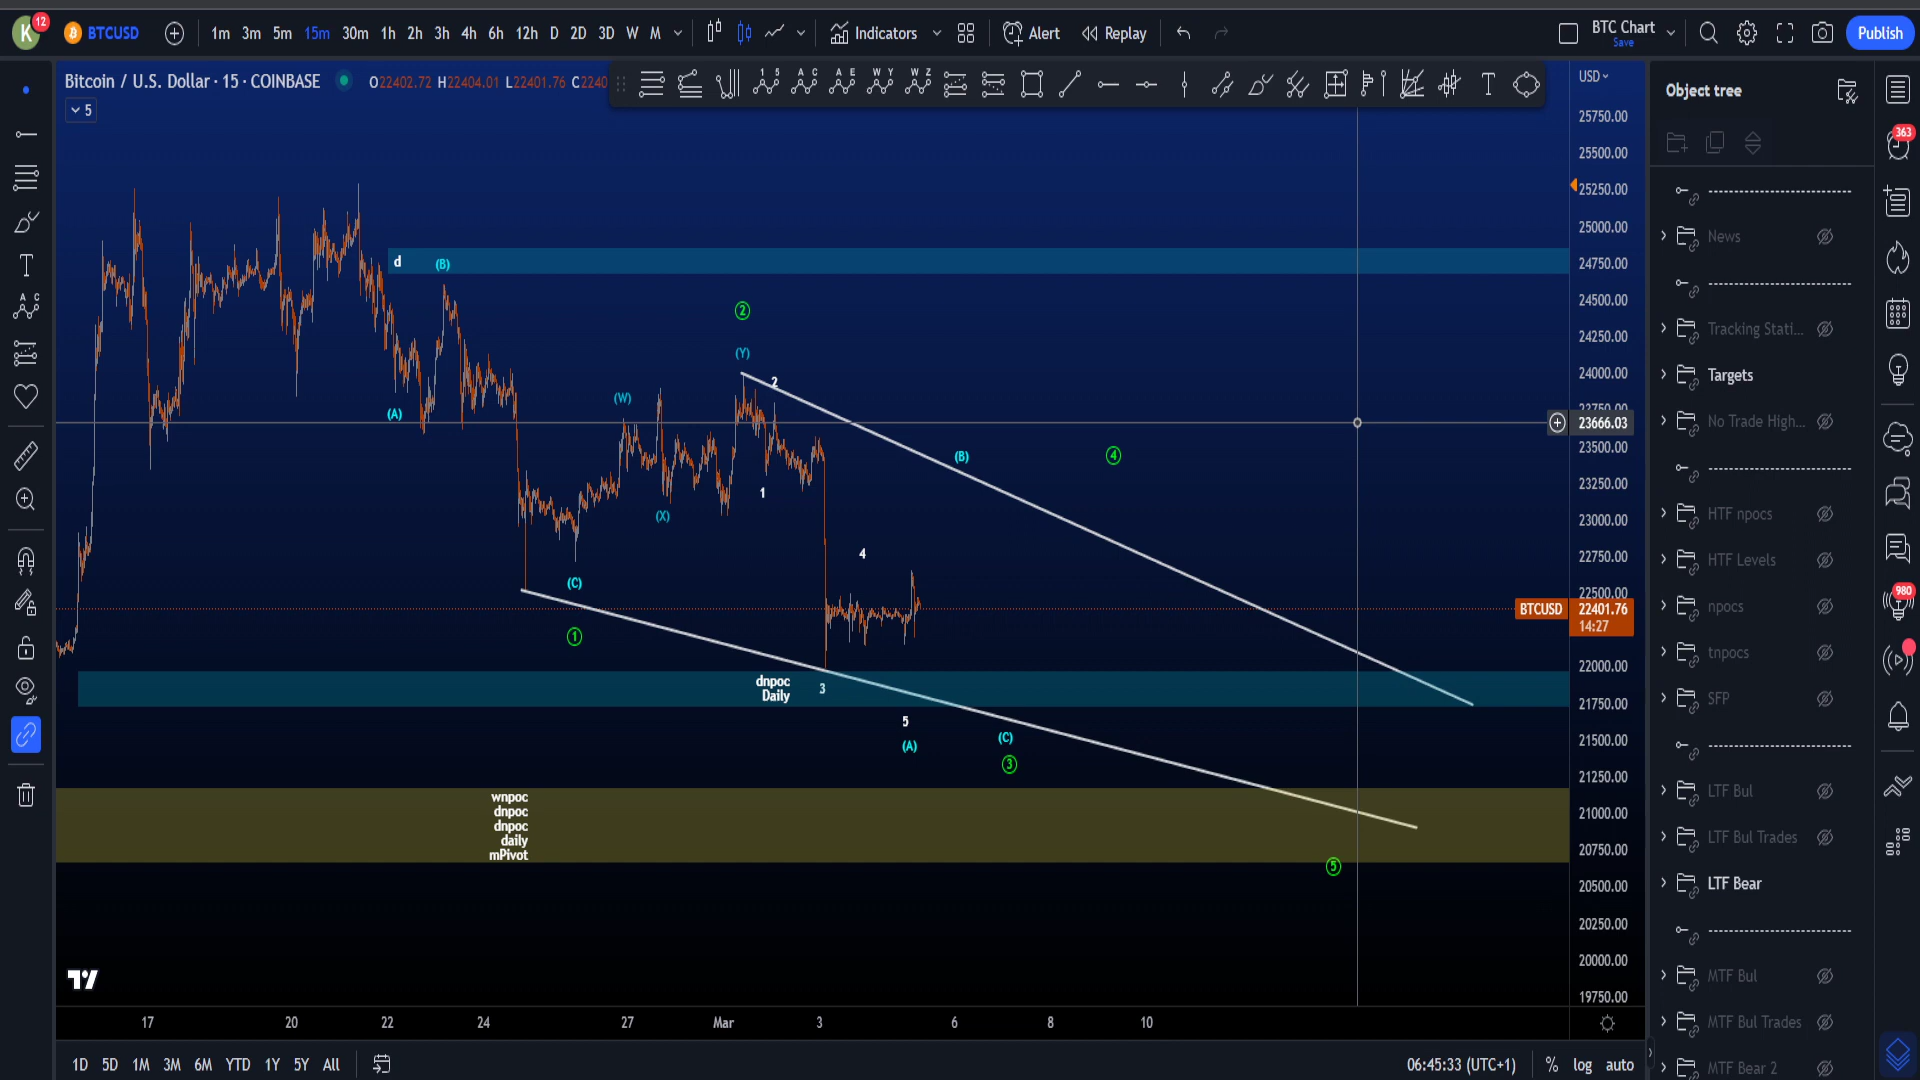 K 12 BTCUSD 1m 3m 5m 15m 30m 1h 2h 3h 4h 6h 12h D 2D 3D W M Indicators Alert Replay BTC Chart Save Publish
Bitcoin / U.S. Dollar · 15 · COINBASE O22402.72 H22404.01 L22401.76 C2240
USD
Object tree
5
25750.00
25500.00
25250.00
25000.00
24750.00
24500.00
24250.00
24000.00
23750.00
23666.03
23500.00
23250.00
23000.00
22750.00
22500.00
BTCUSD 22401.76
14:27
22000.00
21750.00
21500.00
21250.00
21000.00
20750.00
20500.00
20250.00
20000.00
19750.00
d (B)
2
(Y)
2
(W)
(A)
(B) 4
1
(X)
4
(C)
1
dnpoc
Daily
3
5
(A)
(C)
3
wnpoc
dnpoc
dnpoc
daily
mPivot
5
17 20 22 24 27 Mar 3 6 8 10
1D 5D 1M 3M 6M YTD 1Y 5Y All 06:45:33 (UTC+1) % log auto
News
Tracking Stati...
Targets
No Trade High...
HTF npocs
HTF Levels
npocs
tnpocs
SFP
LTF Bul
LTF Bul Trades
LTF Bear
MTF Bul
MTF Bul Trades
MTF Bear 2
363
980